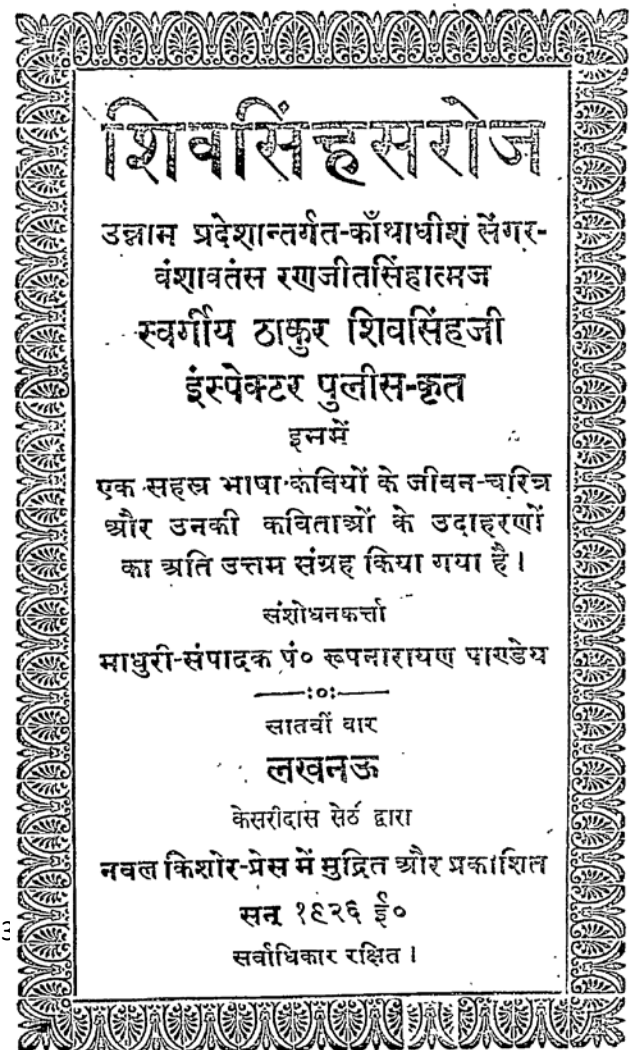 शिवसिंहसरोज
उन्नाम प्रदेशान्तर्गत-काँथाधीश सेंगर-
वंशावतंस रणजीतसिंहात्मज
स्वर्गीय ठाकुर शिवसिंहजी
इंस्पेक्टर पुलीस-कृत
इसमें
एक सहस्र भाषा कवियों के जीवन-चरित्र
और उनकी कविताओं के उदाहरणों
का अति उत्तम संग्रह किया गया है।
संशोधनकर्त्ता
माधुरी-संपादक पं० रूपनारायण पाण्डेय
——:०:——
सातवीं वार
लखनऊ
केसरीदास सेठ द्वारा
नवल किशोर-प्रेस में मुद्रित और प्रकाशित
सन् १९२६ ई०
सर्वाधिकार रक्षित।